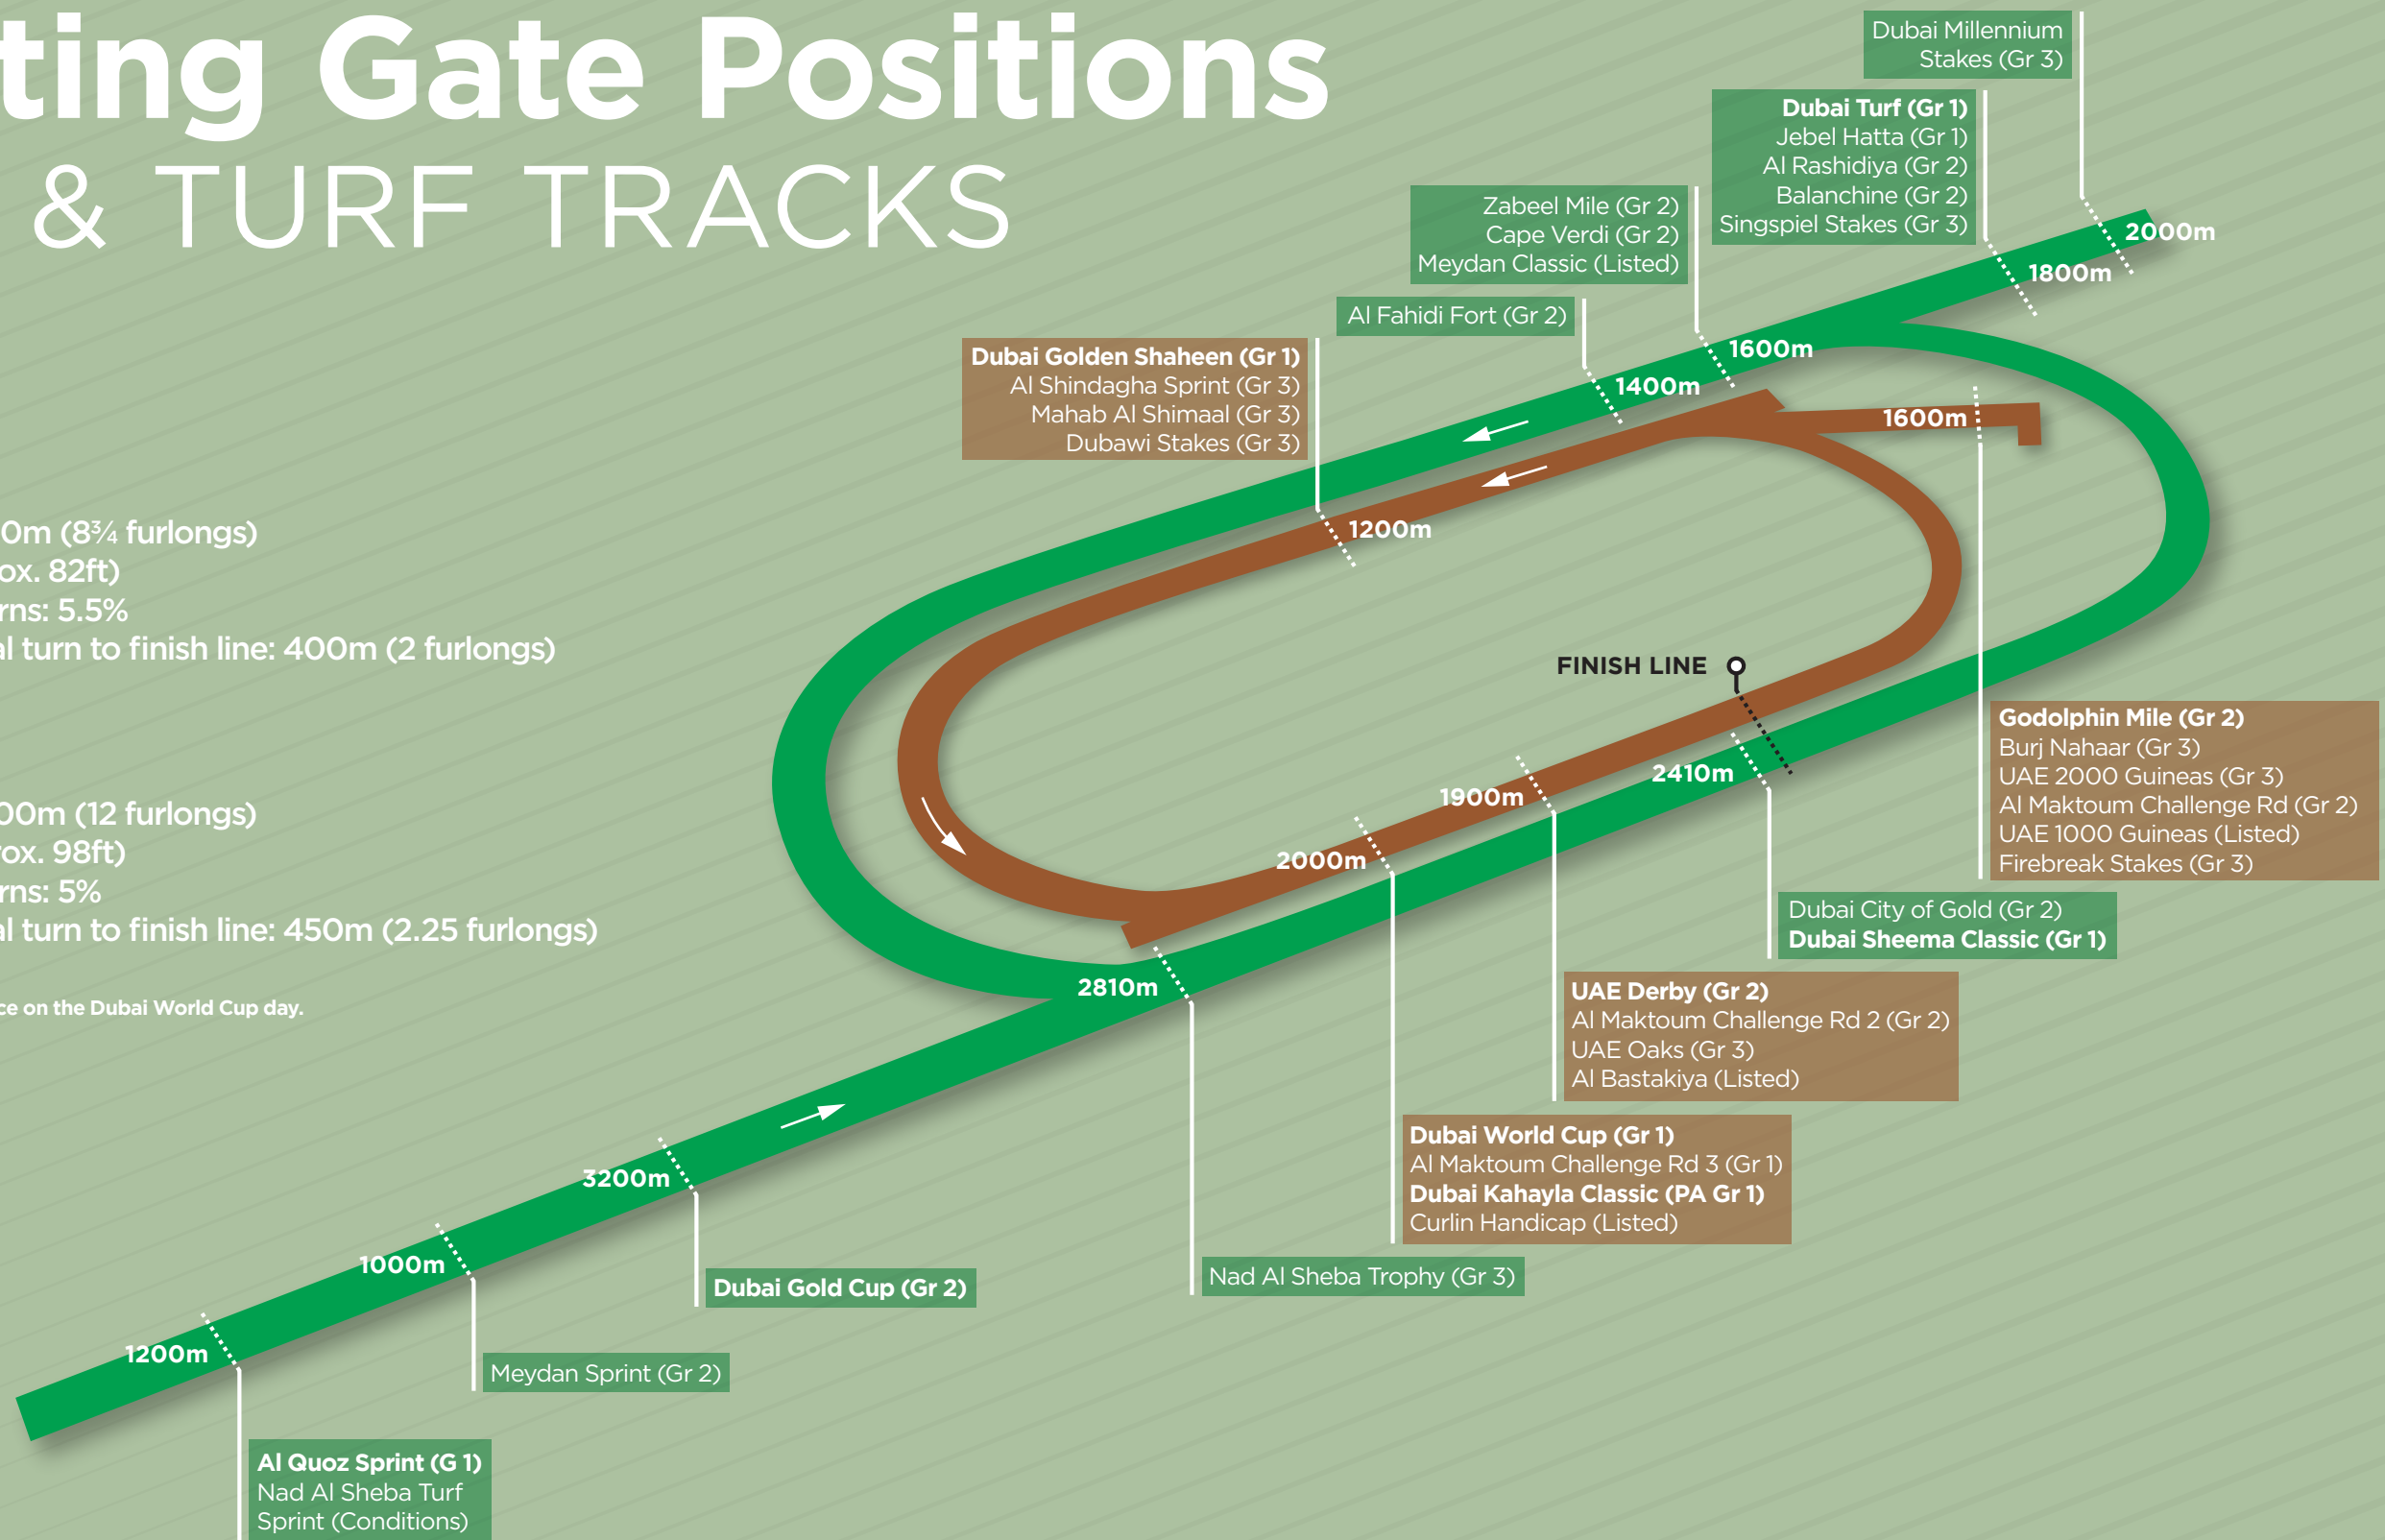 ting Gate Positions
& TURF TRACKS
0m (8¾ furlongs)
ox. 82ft)
rns: 5.5%
al turn to finish line: 400m (2 furlongs)
00m (12 furlongs)
rox. 98ft)
rns: 5%
al turn to finish line: 450m (2.25 furlongs)
ce on the Dubai World Cup day.
Dubai Millennium
Stakes (Gr 3)
2000m
Dubai Turf (Gr 1)
Jebel Hatta (Gr 1)
Al Rashidiya (Gr 2)
Balanchine (Gr 2)
Singspiel Stakes (Gr 3)
1800m
Zabeel Mile (Gr 2)
Cape Verdi (Gr 2)
Meydan Classic (Listed)
1600m
Al Fahidi Fort (Gr 2)
1400m
Dubai Golden Shaheen (Gr 1)
Al Shindagha Sprint (Gr 3)
Mahab Al Shimaal (Gr 3)
Dubawi Stakes (Gr 3)
1200m
1600m
Godolphin Mile (Gr 2)
Burj Nahaar (Gr 3)
UAE 2000 Guineas (Gr 3)
Al Maktoum Challenge Rd (Gr 2)
UAE 1000 Guineas (Listed)
Firebreak Stakes (Gr 3)
FINISH LINE
2410m
Dubai City of Gold (Gr 2)
Dubai Sheema Classic (Gr 1)
1900m
UAE Derby (Gr 2)
Al Maktoum Challenge Rd 2 (Gr 2)
UAE Oaks (Gr 3)
Al Bastakiya (Listed)
2000m
Dubai World Cup (Gr 1)
Al Maktoum Challenge Rd 3 (Gr 1)
Dubai Kahayla Classic (PA Gr 1)
Curlin Handicap (Listed)
2810m
Nad Al Sheba Trophy (Gr 3)
3200m
Dubai Gold Cup (Gr 2)
1000m
Meydan Sprint (Gr 2)
1200m
Al Quoz Sprint (G 1)
Nad Al Sheba Turf
Sprint (Conditions)